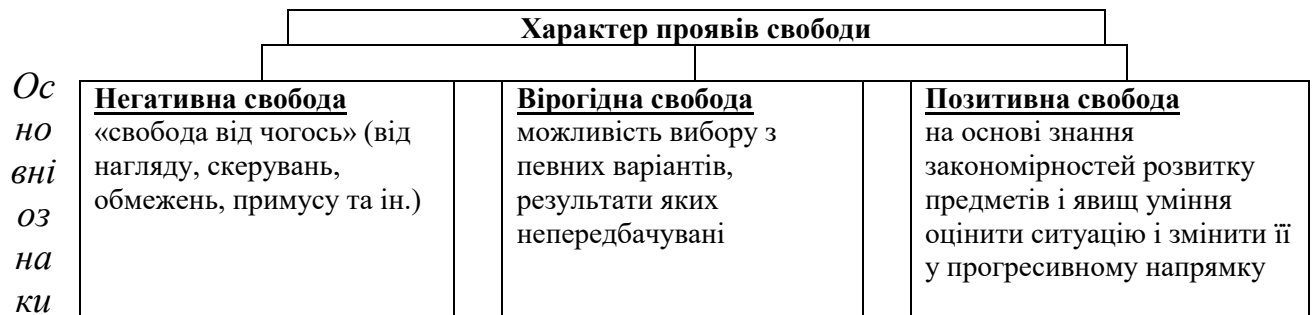 Характер проявів свободи
Ос
но
вні
оз
на
ки
Негативна свобода
«свобода від чогось» (від
нагляду, скерувань,
обмежень, примусу та ін.)
Вірогідна свобода
можливість вибору з
певних варіантів,
результати яких
непередбачувані
Позитивна свобода
на основі знання
закономірностей розвитку
предметів і явищ уміння
оцінити ситуацію і змінити її
у прогресивному напрямку